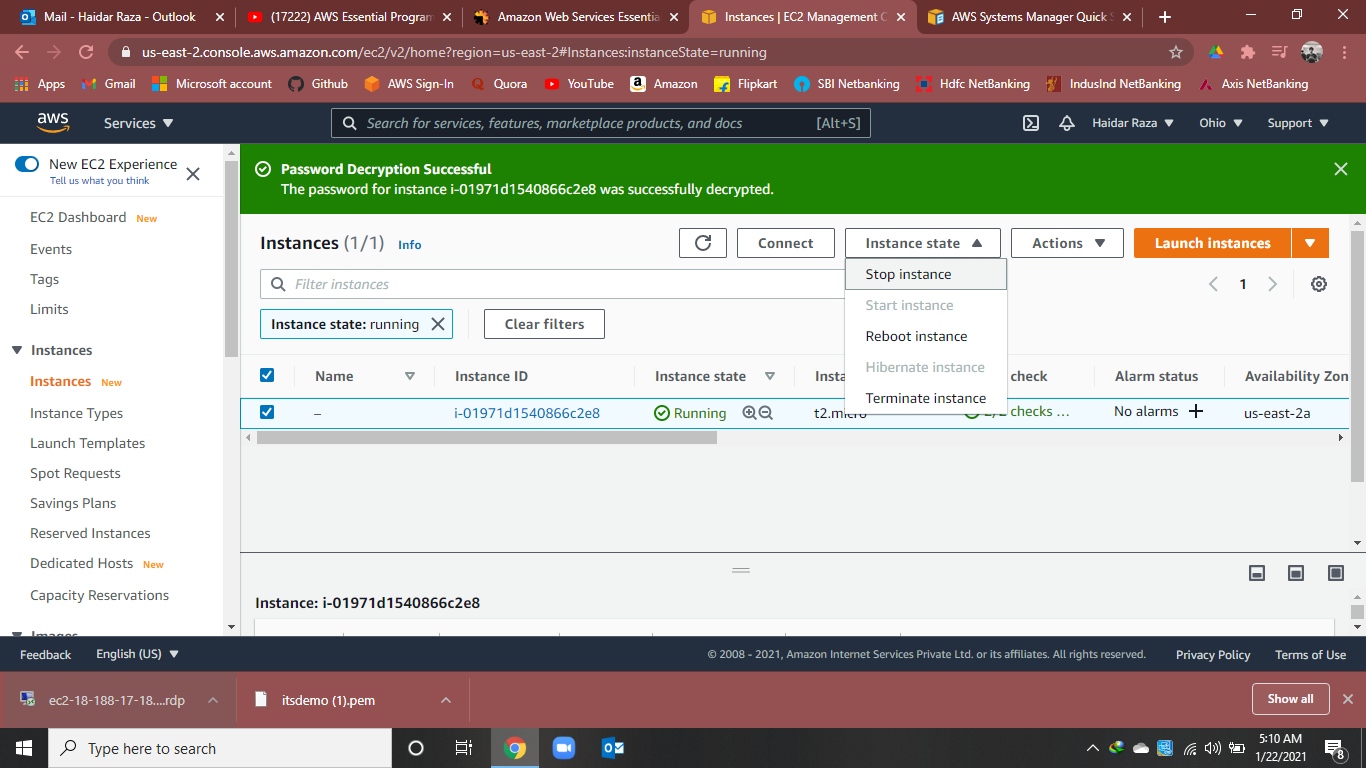 Mail - Haidar Raza - Outlook
(17222) AWS Essential Program
Amazon Web Services Essentia
Instances | EC2 Management C
AWS Systems Manager Quick S
us-east-2.console.aws.amazon.com/ec2/v2/home?region=us-east-2#Instances:instanceState=running
Apps
Gmail
Microsoft account
Github
AWS Sign-In
Quora
YouTube
Amazon
Flipkart
SBI Netbanking
Hdfc NetBanking
IndusInd NetBanking
Axis NetBanking
aws
Services
Search for services, features, marketplace products, and docs
[Alt+S]
Haidar Raza
Ohio
Support
New EC2 Experience
Tell us what you think
EC2 Dashboard New
Events
Tags
Limits
Instances
Instances New
Instance Types
Launch Templates
Spot Requests
Savings Plans
Reserved Instances
Dedicated Hosts New
Capacity Reservations
Images
Password Decryption Successful
The password for instance i-01971d1540866c2e8 was successfully decrypted.
Instances (1/1) Info
Connect
Instance state
Actions
Launch instances
Stop instance
Start instance
Reboot instance
Hibernate instance
Terminate instance
Filter instances
1
Instance state: running
Clear filters
Name
Instance ID
Instance state
Insta
check
Alarm status
Availability Zon
–
i-01971d1540866c2e8
Running
t2.micro
2/2 checks ...
No alarms
us-east-2a
Instance: i-01971d1540866c2e8
Feedback
English (US)
© 2008 - 2021, Amazon Internet Services Private Ltd. or its affiliates. All rights reserved.
Privacy Policy
Terms of Use
ec2-18-188-17-18....rdp
itsdemo (1).pem
Show all
Type here to search
5:10 AM
1/22/2021
8